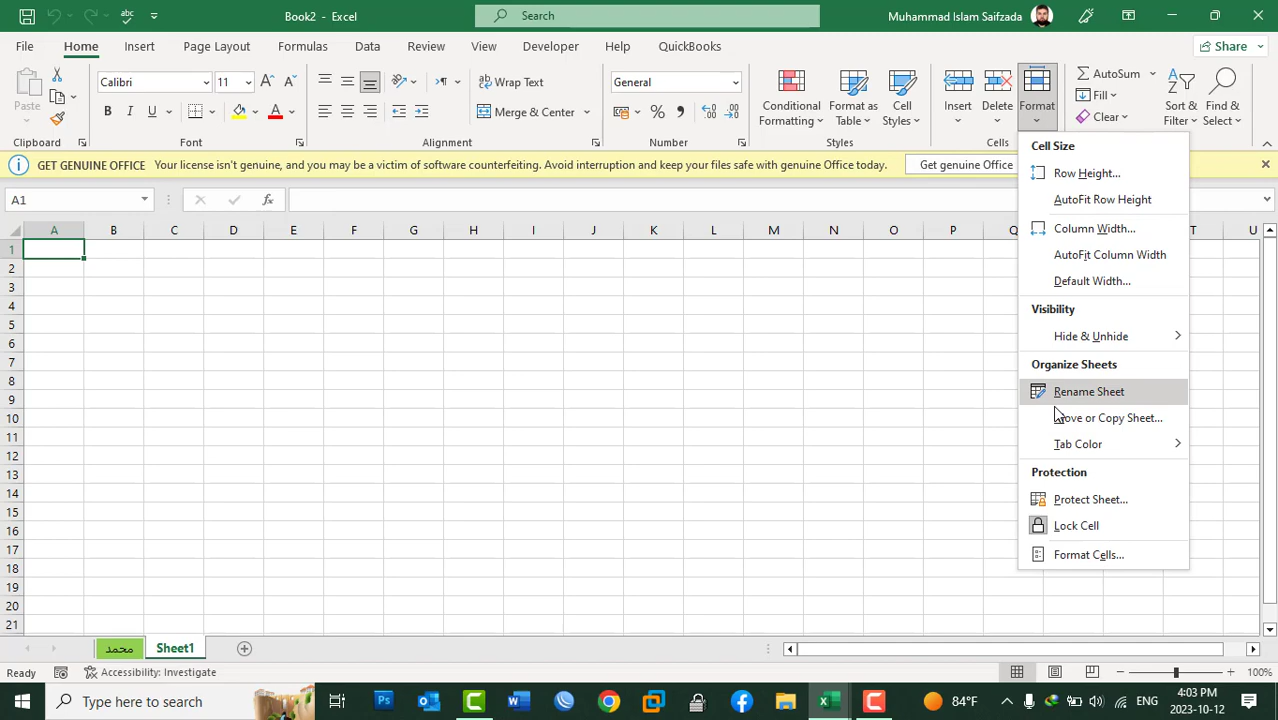 Book2 - Excel
Search
Muhammad Islam Saifzada
File Home Insert Page Layout Formulas Data Review View Developer Help QuickBooks Share
Paste
Calibri 11
B I U
Wrap Text
Merge & Center
General
Conditional Formatting
Format as Table
Cell Styles
Insert Delete Format
AutoSum
Fill
Clear
Sort & Filter
Find & Select
Clipboard Font Alignment Number Styles Cells
GET GENUINE OFFICE Your license isn't genuine, and you may be a victim of software counterfeiting. Avoid interruption and keep your files safe with genuine Office today. Get genuine Office
A1
A B C D E F G H I J K L M N O P Q T U
1
2
3
4
5
6
7
8
9
10
11
12
13
14
15
16
17
18
19
20
21
Cell Size
Row Height...
AutoFit Row Height
Column Width...
AutoFit Column Width
Default Width...
Visibility
Hide & Unhide
Organize Sheets
Rename Sheet
Move or Copy Sheet...
Tab Color
Protection
Protect Sheet...
Lock Cell
Format Cells...
محمد Sheet1
Ready Accessibility: Investigate 100%
Type here to search
84°F ENG 4:03 PM
2023-10-12